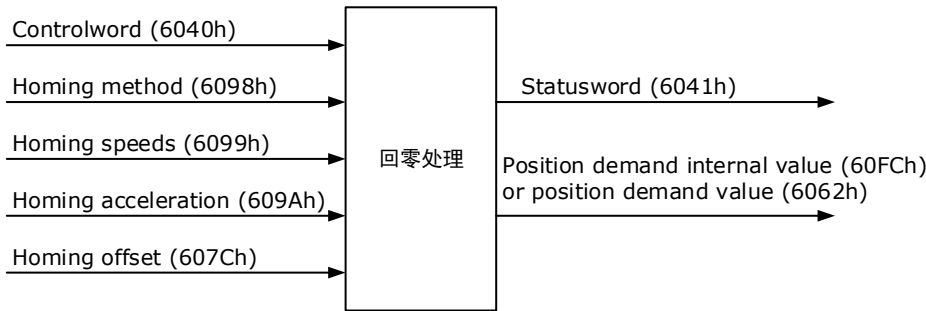 Controlword (6040h)
Homing method (6098h)
Homing speeds (6099h)
Homing acceleration (609Ah)
Homing offset (607Ch)
回零处理
Statusword (6041h)
Position demand internal value (60FCh)
or position demand value (6062h)